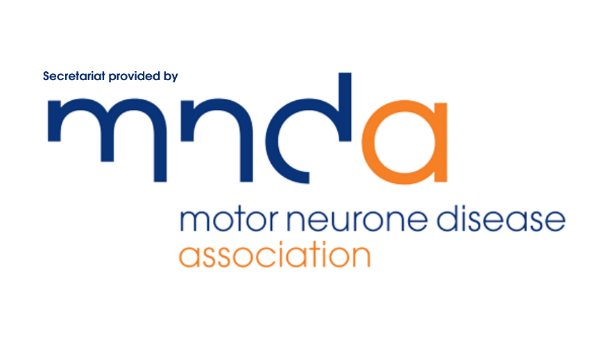 Secretariat provided by
mnda
motor neurone disease
association